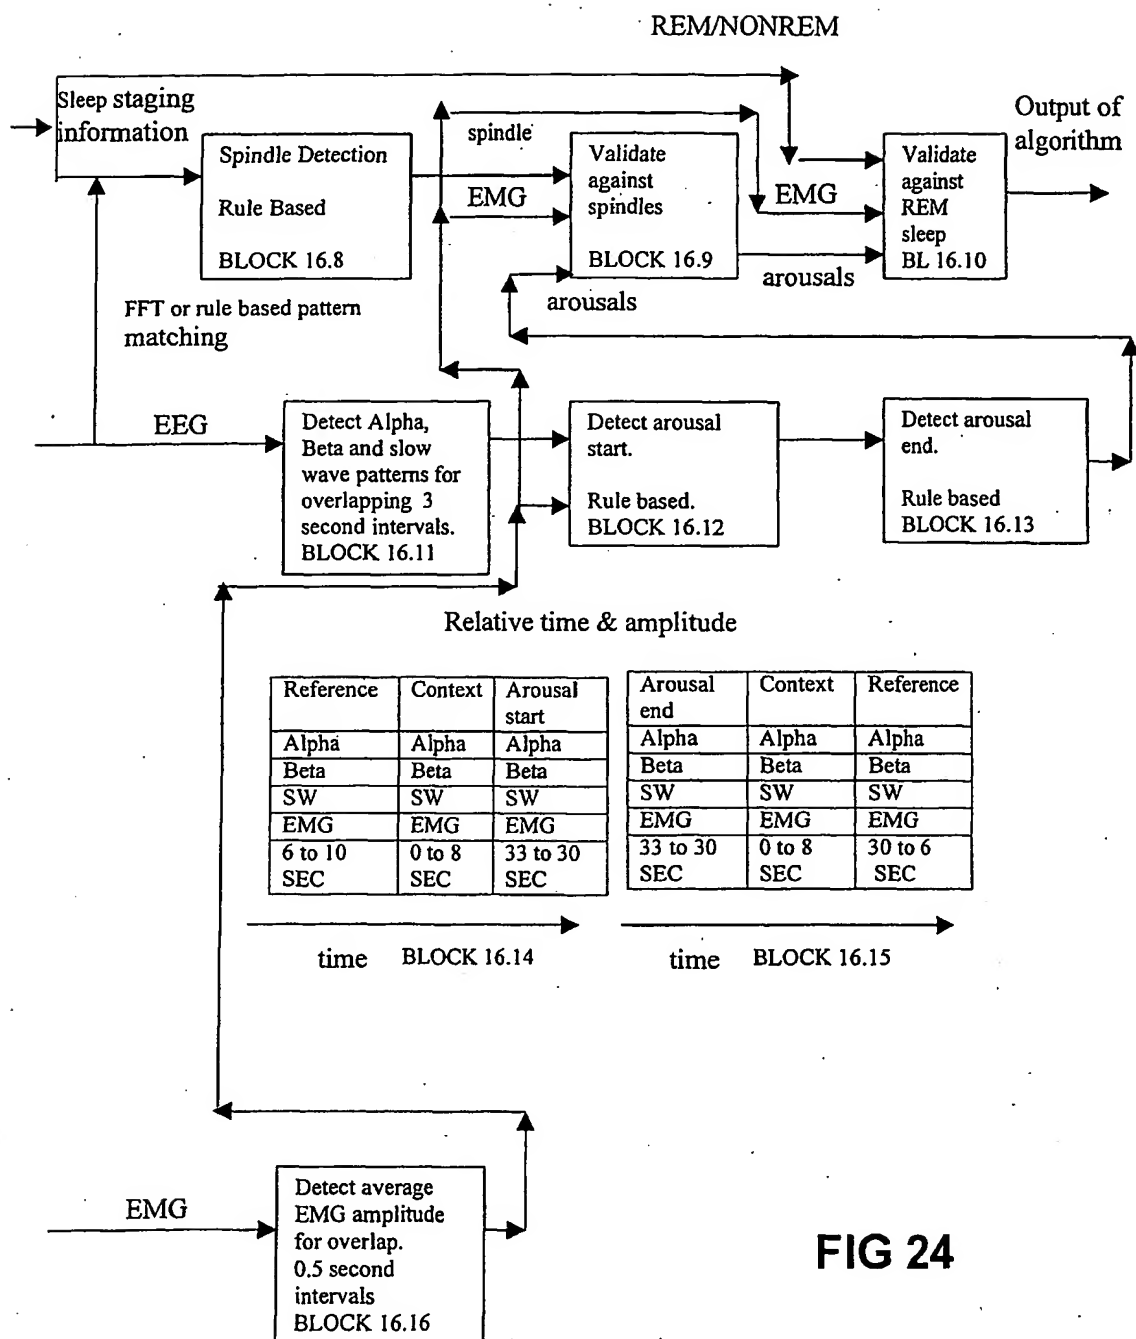 REM/NONREM
Sleep staging
information
Spindle Detection
Rule Based
BLOCK 16.8
spindle
EMG
Validate
against
spindles
BLOCK 16.9
EMG
arousals
Validate
against
REM
sleep
BL 16.10
Output of
algorithm
arousals
FFT or rule based pattern
matching
EEG
Detect Alpha,
Beta and slow
wave patterns for
overlapping 3
second intervals.
BLOCK 16.11
Detect arousal
start.
Rule based.
BLOCK 16.12
Detect arousal
end.
Rule based
BLOCK 16.13
Relative time & amplitude
Reference Context Arousal
start
Alpha Alpha Alpha
Beta Beta Beta
SW SW SW
EMG EMG EMG
6 to 10 0 to 8 33 to 30
SEC SEC SEC
time BLOCK 16.14
Arousal Context Reference
end
Alpha Alpha Alpha
Beta Beta Beta
SW SW SW
EMG EMG EMG
33 to 30 0 to 8 30 to 6
SEC SEC SEC
time BLOCK 16.15
EMG
Detect average
EMG amplitude
for overlap.
0.5 second
intervals
BLOCK 16.16
FIG 24